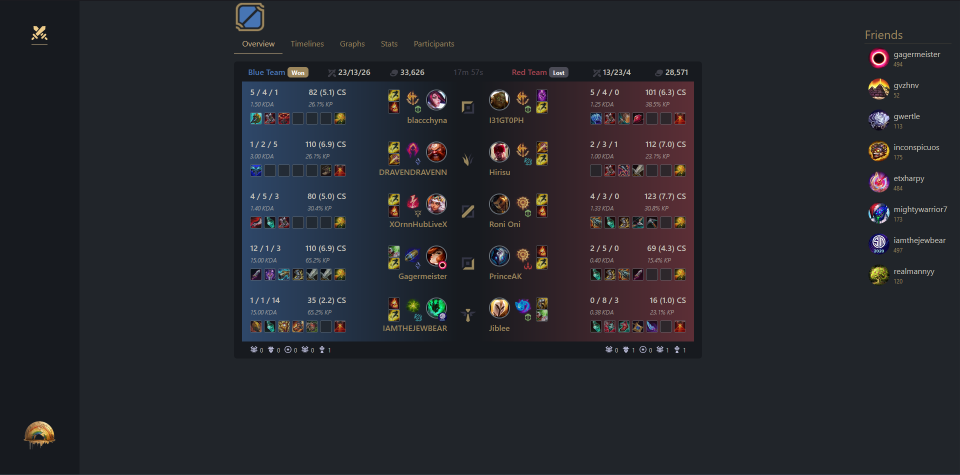 Overview Timelines Graphs Stats Participants
Blue Team Won 23/13/26 33,626 17m 57s Red Team Lost 13/23/4 28,571
5 / 4 / 1 82 (5.1) CS 5 / 4 / 0 101 (6.3) CS
1.50 KDA 26.1% KP 1.25 KDA 38.5% KP
blaccchyna I31GT0PH
1 / 2 / 5 110 (6.9) CS 2 / 3 / 1 112 (7.0) CS
3.00 KDA 26.1% KP 1.00 KDA 23.1% KP
DRAVENDRAVENN Hirisu
4 / 5 / 3 80 (5.0) CS 4 / 3 / 0 123 (7.7) CS
1.40 KDA 30.4% KP 1.33 KDA 30.8% KP
XOrnnHubLiveX Roni Oni
12 / 1 / 3 110 (6.9) CS 2 / 5 / 0 69 (4.3) CS
15.00 KDA 65.2% KP 0.40 KDA 15.4% KP
Gagermeister PrinceAK
1 / 1 / 14 35 (2.2) CS 0 / 8 / 3 16 (1.0) CS
15.00 KDA 65.2% KP 0.38 KDA 23.1% KP
IAMTHEJEWBEAR Jiblee
0 0 0 0 1 0 1 0 1 1
Friends
gagermeister
494
gvzhnv
52
gwertle
113
inconspicuos
175
etxharpy
484
mightywarrior7
173
iamthejewbear
497
realmannyy
120